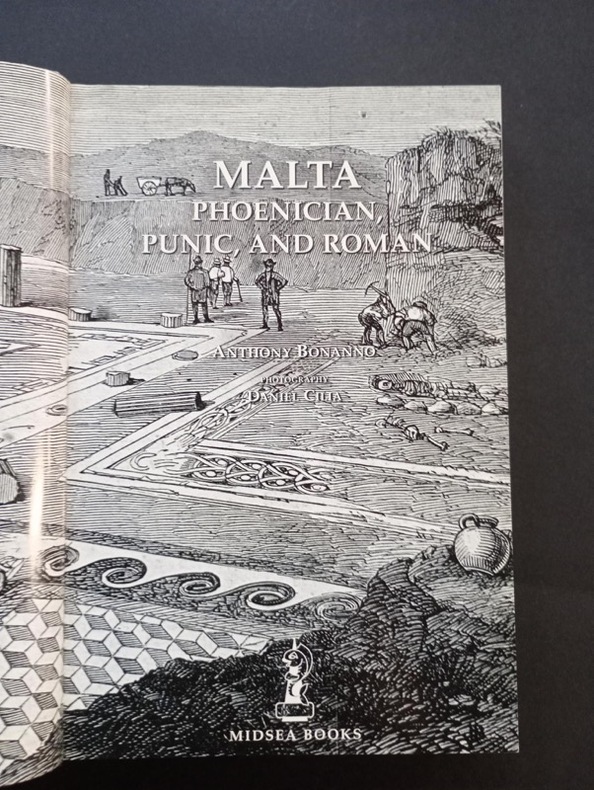 MALTA
PHOENICIAN,
PUNIC, AND ROMAN
ANTHONY BONANNO
PHOTOGRAPHY
DANIEL CILIA
MIDSEA BOOKS